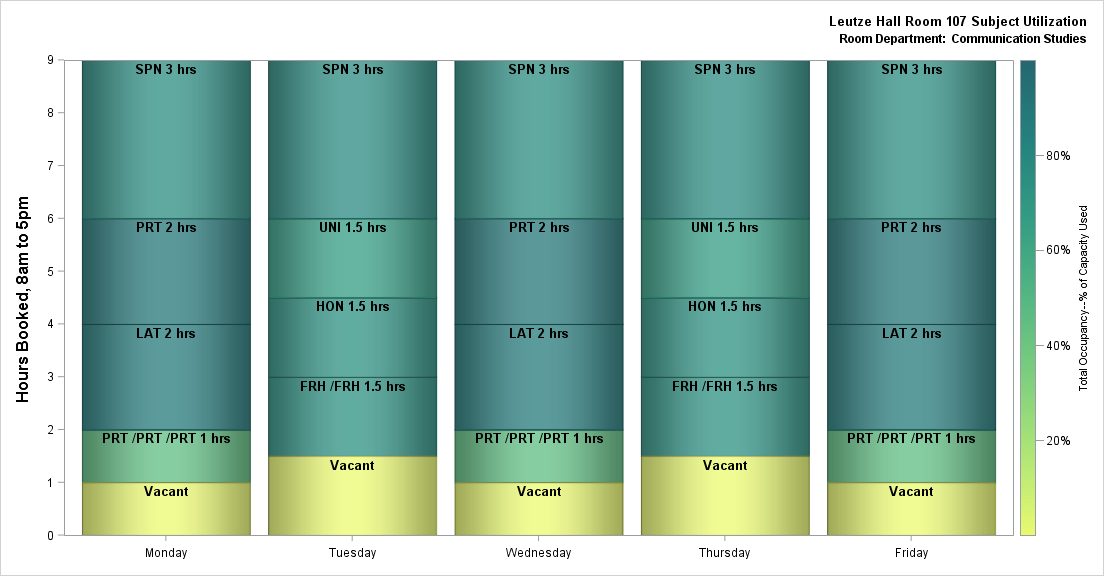 Leutze Hall Room 107 Subject Utilization
Room Department: Communication Studies
Hours Booked, 8am to 5pm
9
8
7
6
5
4
3
2
1
0
SPN 3 hrs
PRT 2 hrs
LAT 2 hrs
PRT /PRT /PRT 1 hrs
Vacant
Monday
SPN 3 hrs
UNI 1.5 hrs
HON 1.5 hrs
FRH /FRH 1.5 hrs
Vacant
Tuesday
SPN 3 hrs
PRT 2 hrs
LAT 2 hrs
PRT /PRT /PRT 1 hrs
Vacant
Wednesday
SPN 3 hrs
UNI 1.5 hrs
HON 1.5 hrs
FRH /FRH 1.5 hrs
Vacant
Thursday
SPN 3 hrs
PRT 2 hrs
LAT 2 hrs
PRT /PRT /PRT 1 hrs
Vacant
Friday
80%
60%
40%
20%
Total Occupancy--% of Capacity Used